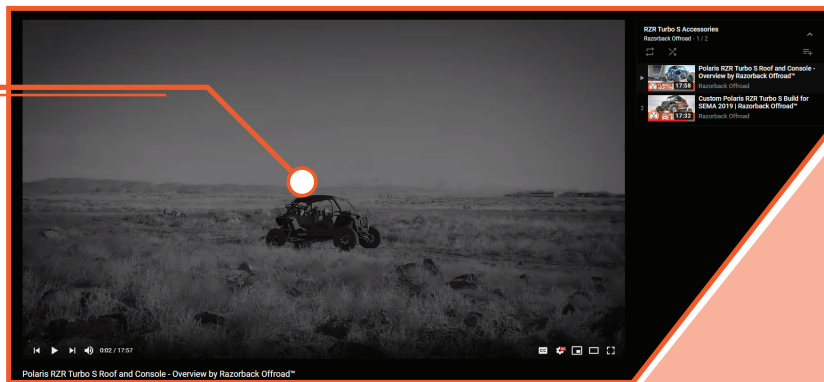 RZR Turbo S Accessories
Razorback Offroad - 1 / 2
Polaris RZR Turbo S Roof and Console -
Overview by Razorback Offroad™
Razorback Offroad
17:58
2
Custom Polaris RZR Turbo S Build for
SEMA 2019 | Razorback Offroad™
Razorback Offroad
17:32
0:02 / 17:57
CC
Polaris RZR Turbo S Roof and Console - Overview by Razorback Offroad™